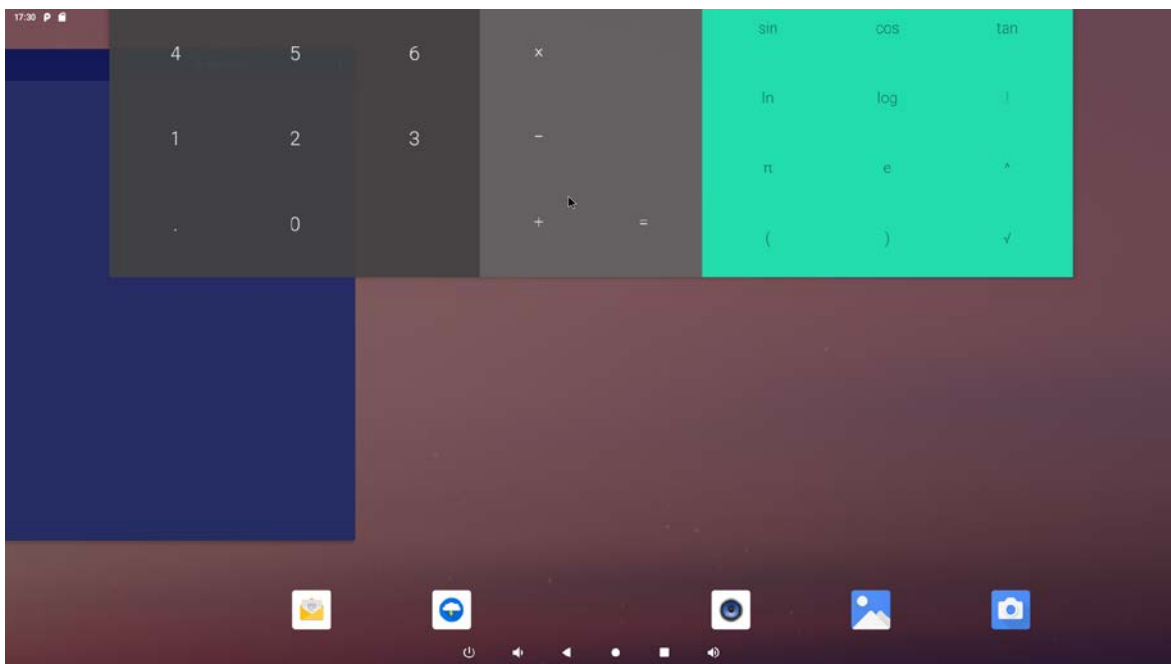 17:30
sin cos tan
4 5 6 ×
ln log !
1 2 3 −
π e ^
. 0 + =
( ) √